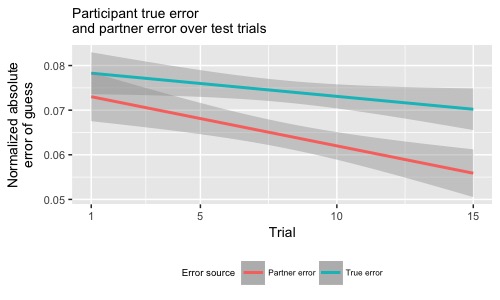 Participant true error
and partner error over test trials
Normalized absolute
error of guess
0.08
0.07
0.06
0.05
1 5 10 15
Trial
Error source Partner error True error